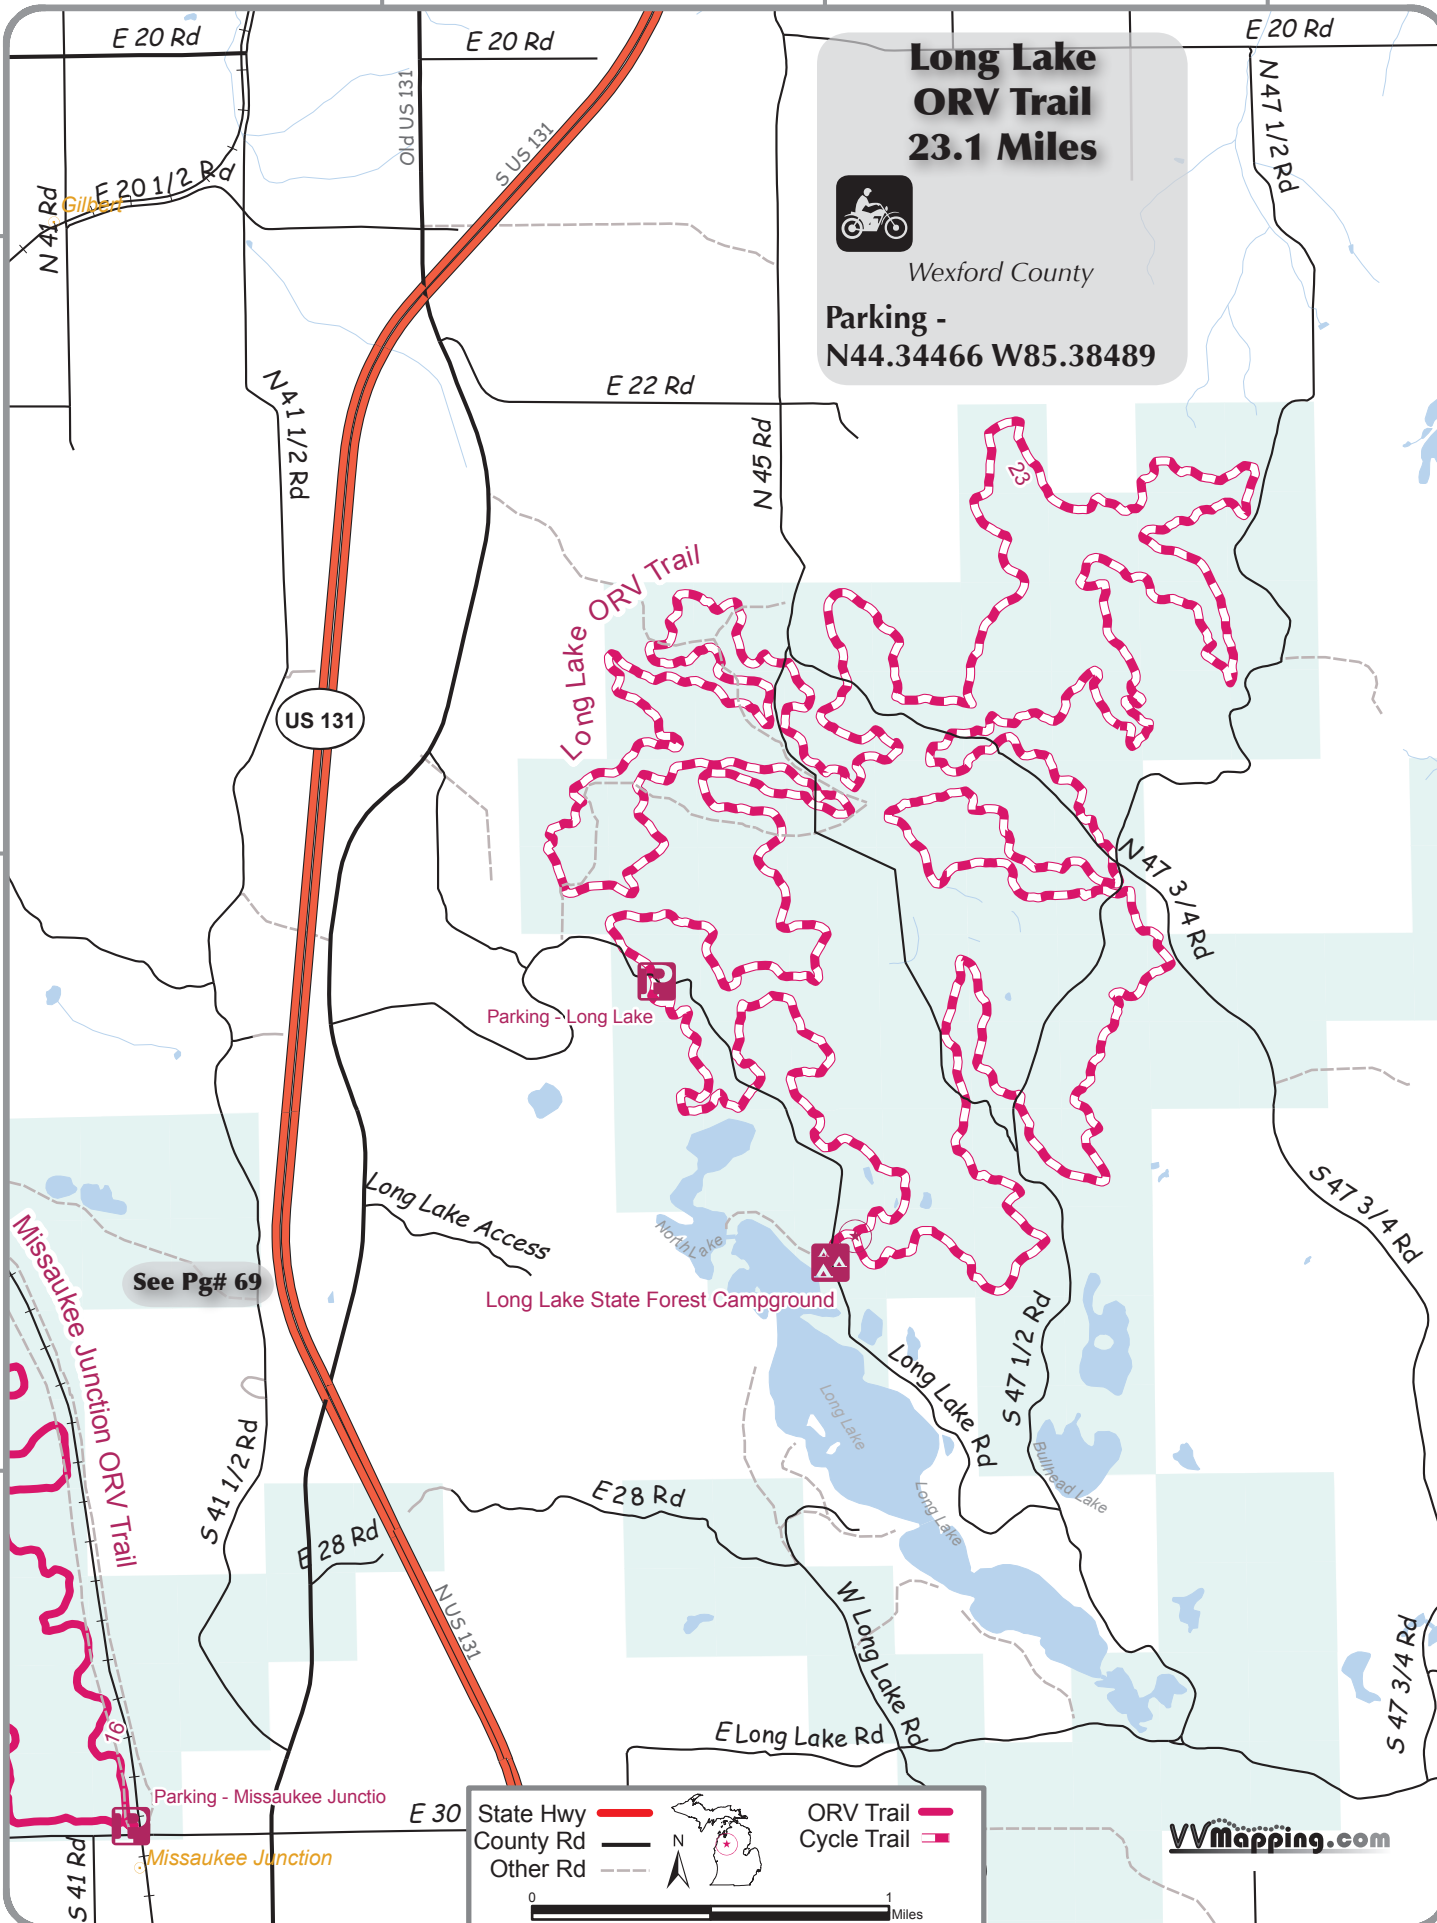 E 20 Rd
E 20 Rd
E 20 Rd
Long Lake
ORV Trail
23.1 Miles
Wexford County
Parking -
N44.34466 W85.38489
Old US 131
S US 131
N 47 1/2 Rd
E 20 1/2 Rd
Gilbert
N 41 Rd
N 41 1/2 Rd
E 22 Rd
N 45 Rd
23
Long Lake ORV Trail
US 131
N 47 3/4 Rd
Parking - Long Lake
Long Lake Access
S 47 3/4 Rd
North Lake
Missaukee Junction ORV Trail
See Pg# 69
Long Lake State Forest Campground
S 47 1/2 Rd
Long Lake Rd
Long Lake
Bullhead Lake
Long Lake
S 41 1/2 Rd
E 28 Rd
E 28 Rd
N US 131
W Long Lake Rd
S 47 3/4 Rd
16
E Long Lake Rd
Parking - Missaukee Junctio
E 30
Missaukee Junction
S 41 Rd
State Hwy
County Rd
Other Rd
N
ORV Trail
Cycle Trail
0
1
Miles
VVMapping.com